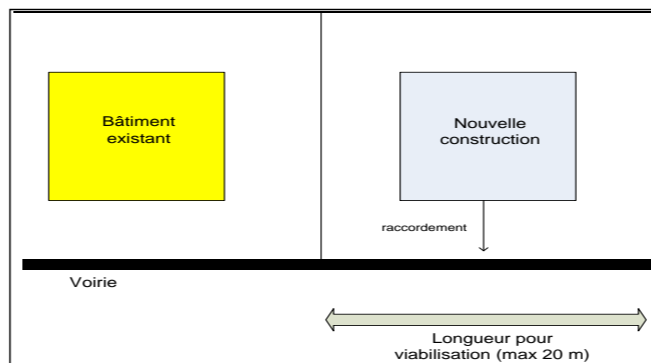 Bâtiment
existant
Nouvelle
construction
raccordement
Voirie
Longueur pour
viabilisation (max 20 m)